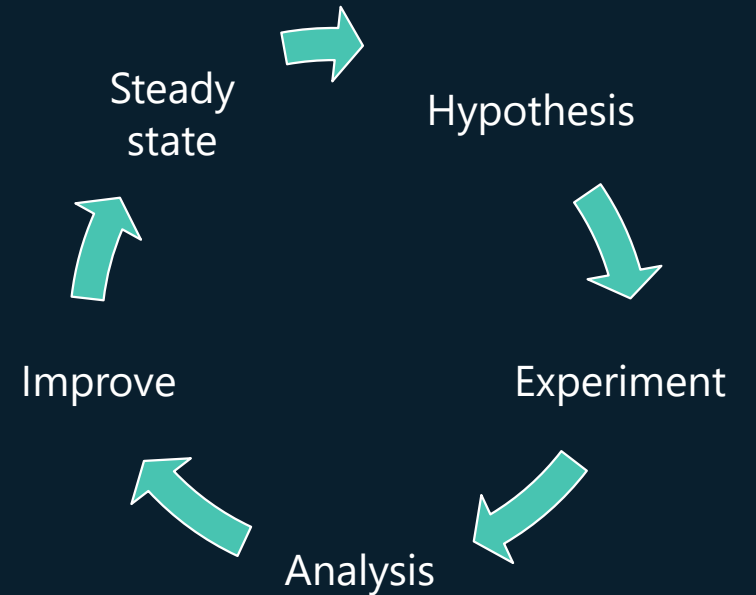 Steady
state
Hypothesis
Experiment
Analysis
Improve